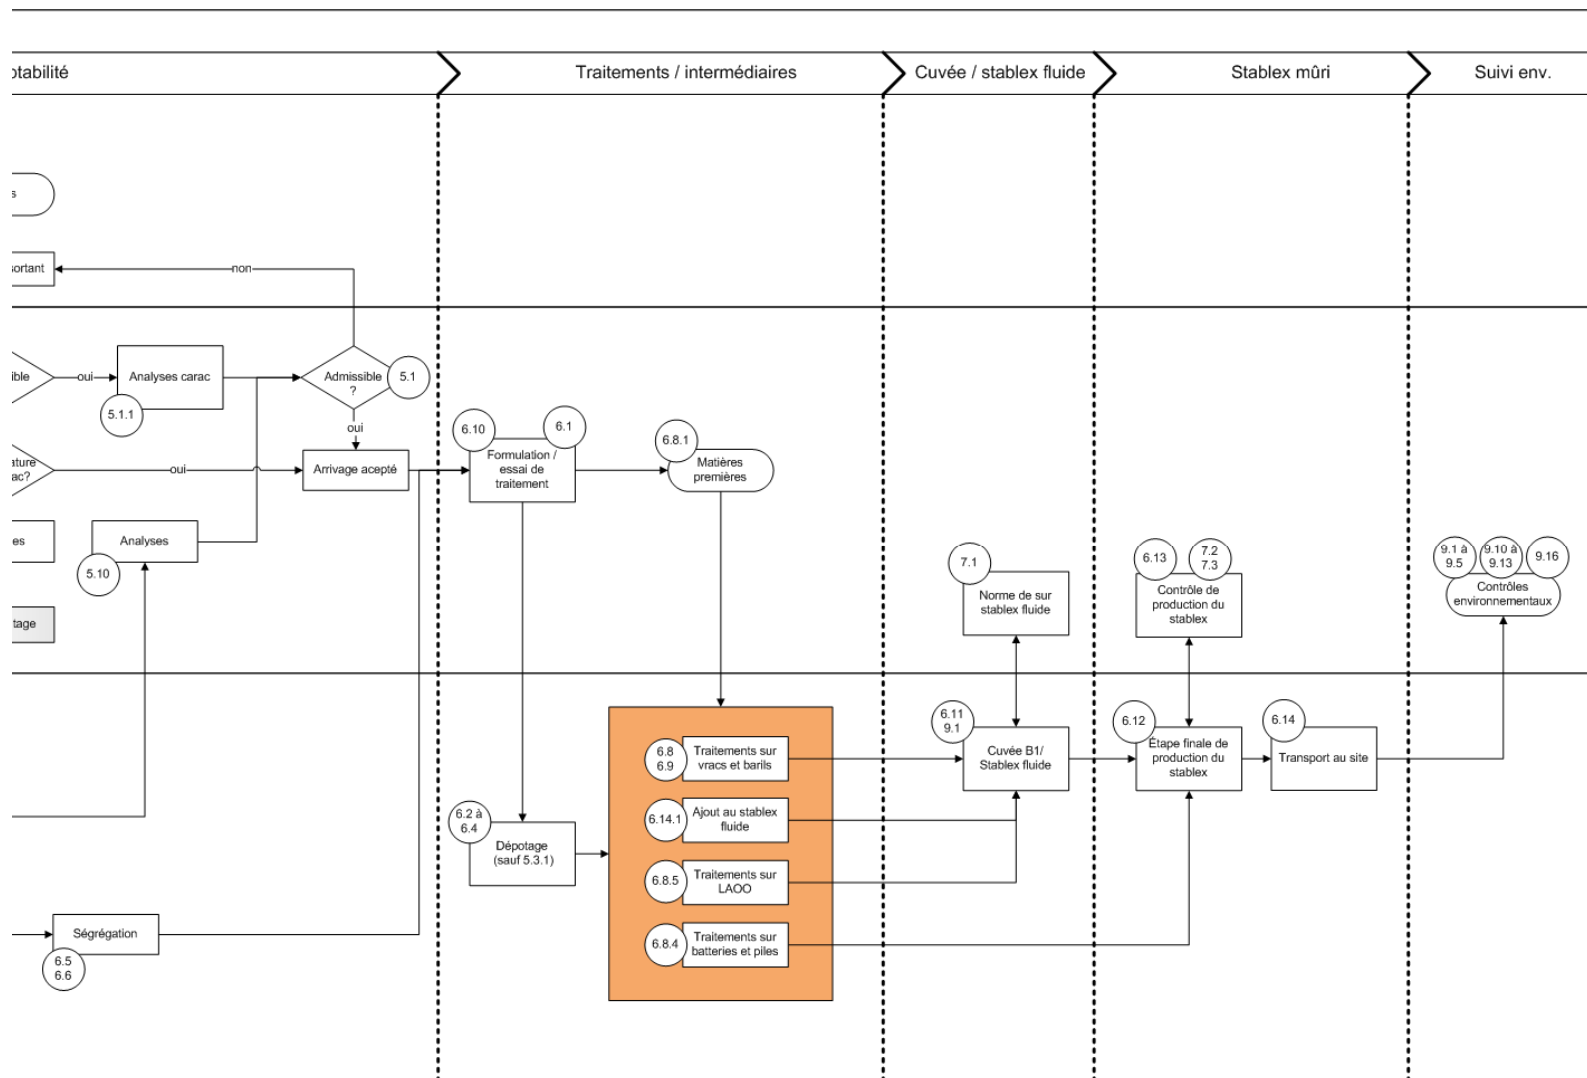 Traitements / intermédiaires
Cuvée / stablex fluide
Stablex mûri
Suivi env.
non
oui
Analyses carac
5.1.1
Admissible
?
5.1
oui
oui
Arrivage acepté
6.10
6.1
Formulation /
essai de
traitement
6.8.1
Matières
premières
es
Analyses
5.10
7.1
Norme de sur
stablex fluide
6.13
7.2
7.3
Contrôle de
production du
stablex
9.1 à
9.5
9.10 à
9.13
9.16
Contrôles
environnementaux
tage
6.8
6.9
Traitements sur
vracs et barils
6.11
9.1
Cuvée B1/
Stablex fluide
6.12
Étape finale de
production du
stablex
6.14
Transport au site
6.14.1
Ajout au stablex
fluide
6.2 à
6.4
Dépotage
(sauf 5.3.1)
6.8.5
Traitements sur
LAOO
Ségrégation
6.5
6.6
6.8.4
Traitements sur
batteries et piles